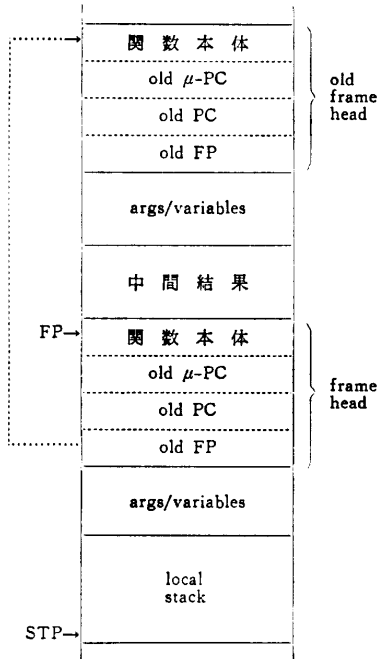 関数本体
old μ-PC
old PC
old FP
old
frame
head
args/variables
中間結果
FP→
関数本体
old μ-PC
old PC
old FP
frame
head
args/variables
local
stack
STP→